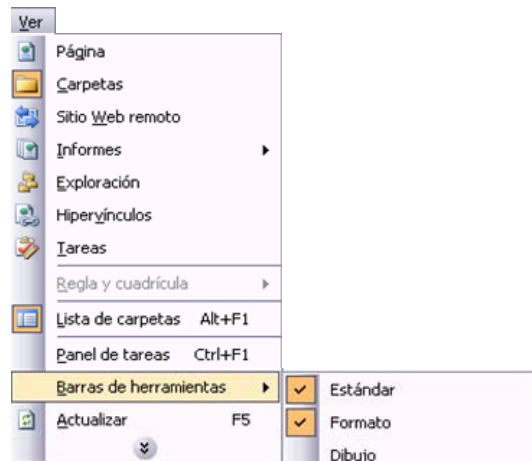 Ver
Página
Carpetas
Sitio Web remoto
Informes
Exploración
Hipervínculos
Tareas
Regla y cuadrícula
Lista de carpetas Alt+F1
Panel de tareas Ctrl+F1
Barras de herramientas
Estándar
Actualizar F5
Formato
Dibujo